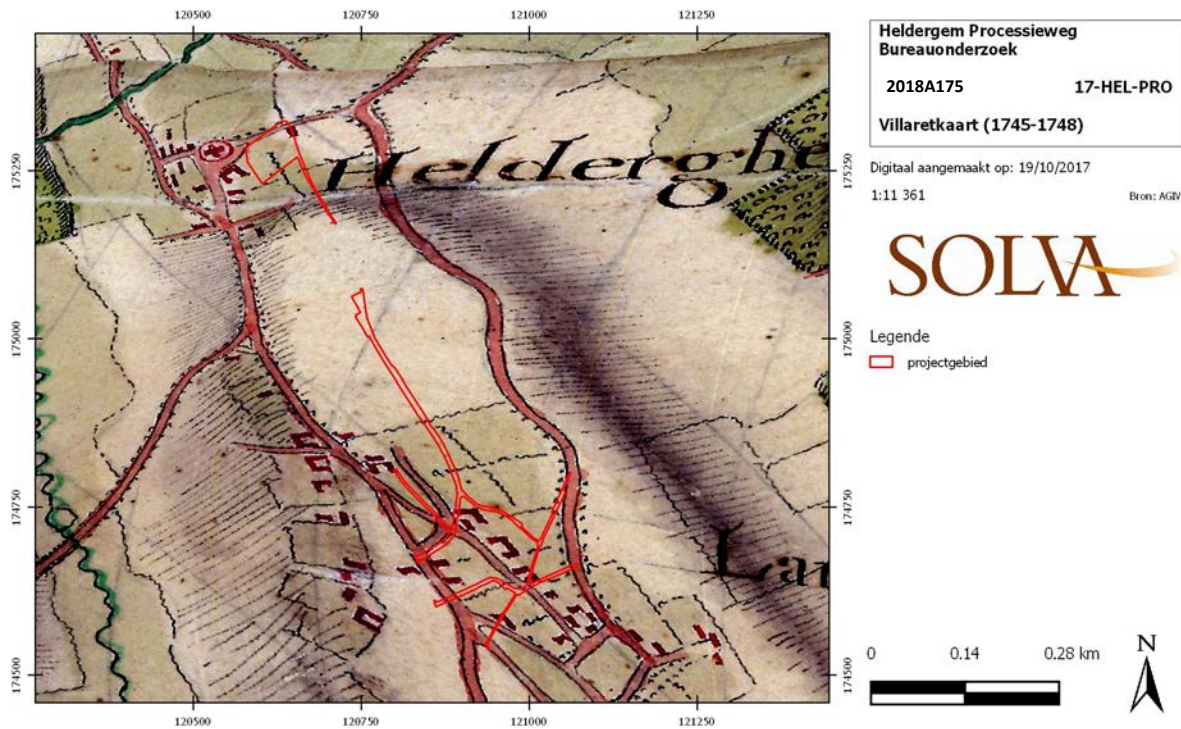 120500 120750 121000 121250
175250
175000
174750
174500
Helderghe
Lan
175250
175000
174750
174500
120500 120750 121000 121250
Heldergem Processieweg
Bureauonderzoek
2018A175 17-HEL-PRO
Villaretkaart (1745-1748)
Digitaal aangemaakt op: 19/10/2017
1:11 361 Bron: AGIV
SOLVA
Legende
projectgebied
N
0 0.14 0.28 km